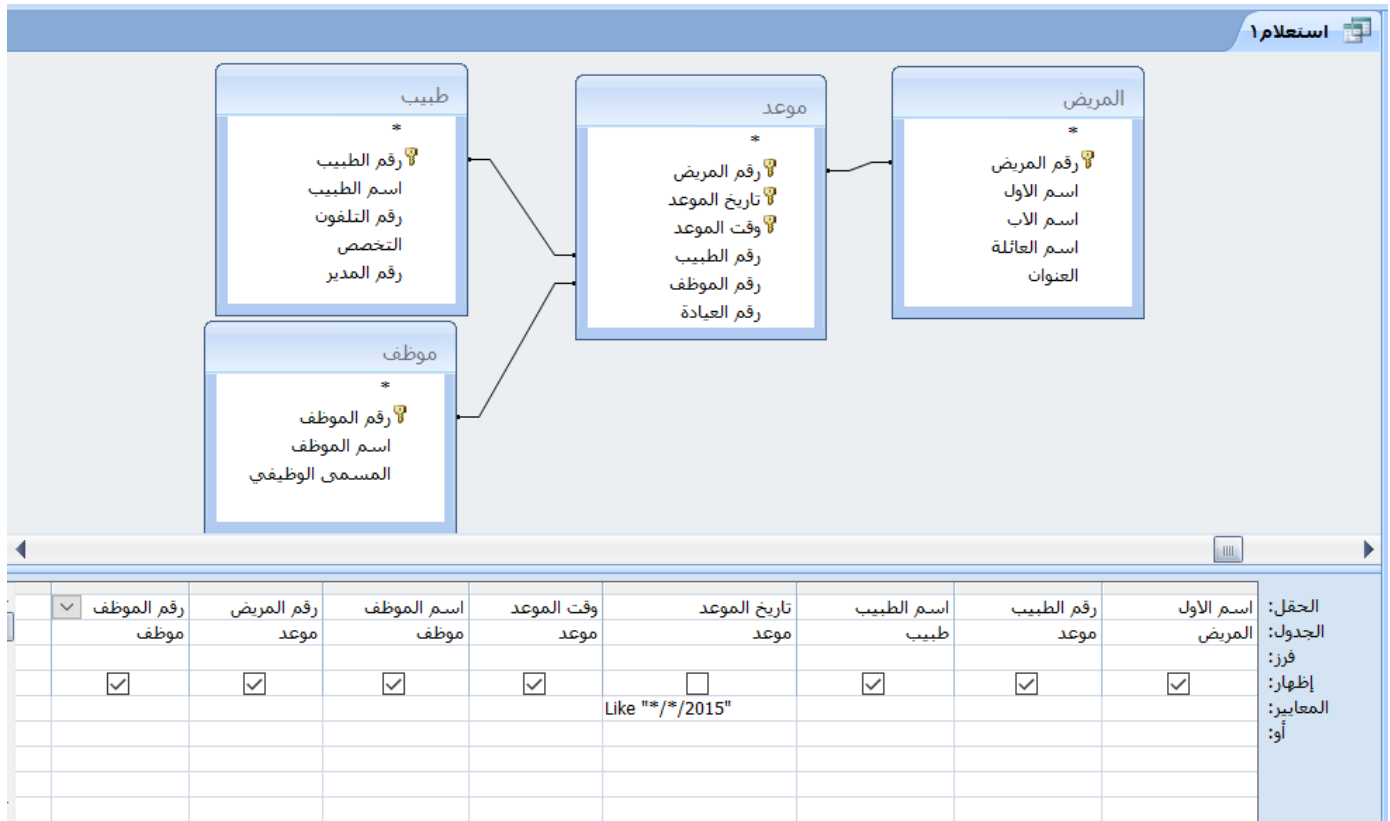 استعلام١
المريض
*
رقم المريض
اسم الاول
اسم الاب
اسم العائلة
العنوان
موعد
*
رقم المريض
تاريخ الموعد
وقت الموعد
رقم الطبيب
رقم الموظف
رقم العيادة
طبيب
*
رقم الطبيب
اسم الطبيب
رقم التلفون
التخصص
رقم المدير
موظف
*
رقم الموظف
اسم الموظف
المسمى الوظيفي
الحقل: اسم الاول رقم الطبيب اسم الطبيب تاريخ الموعد وقت الموعد اسم الموظف رقم المريض رقم الموظف
الجدول: المريض موعد طبيب موعد موعد موظف موعد موظف
فرز:
إظهار:
المعايير: Like "*/*/2015"
أو: